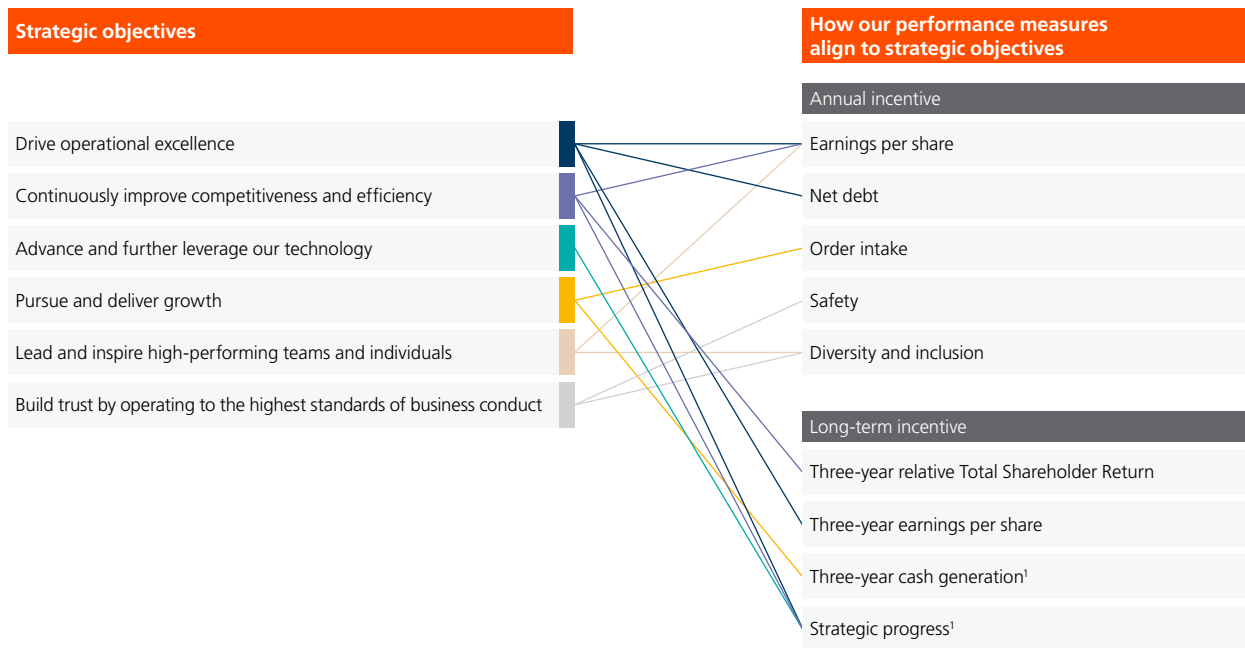 Strategic objectives
Drive operational excellence
Continuously improve competitiveness and efficiency
Advance and further leverage our technology
Pursue and deliver growth
Lead and inspire high-performing teams and individuals
Build trust by operating to the highest standards of business conduct
How our performance measures
align to strategic objectives
Annual incentive
Earnings per share
Net debt
Order intake
Safety
Diversity and inclusion
Long-term incentive
Three-year relative Total Shareholder Return
Three-year earnings per share
Three-year cash generation¹
Strategic progress¹